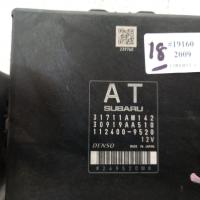 18 #19160
2009
AT
SUBARU
31711AM142
30919AA510
112400-9520
12V
DENSO MADE IN JAPAN